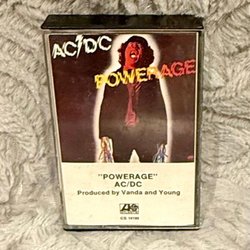 AC/DC
POWERAGE
"POWERAGE"
AC/DC
Produced by Vanda and Young